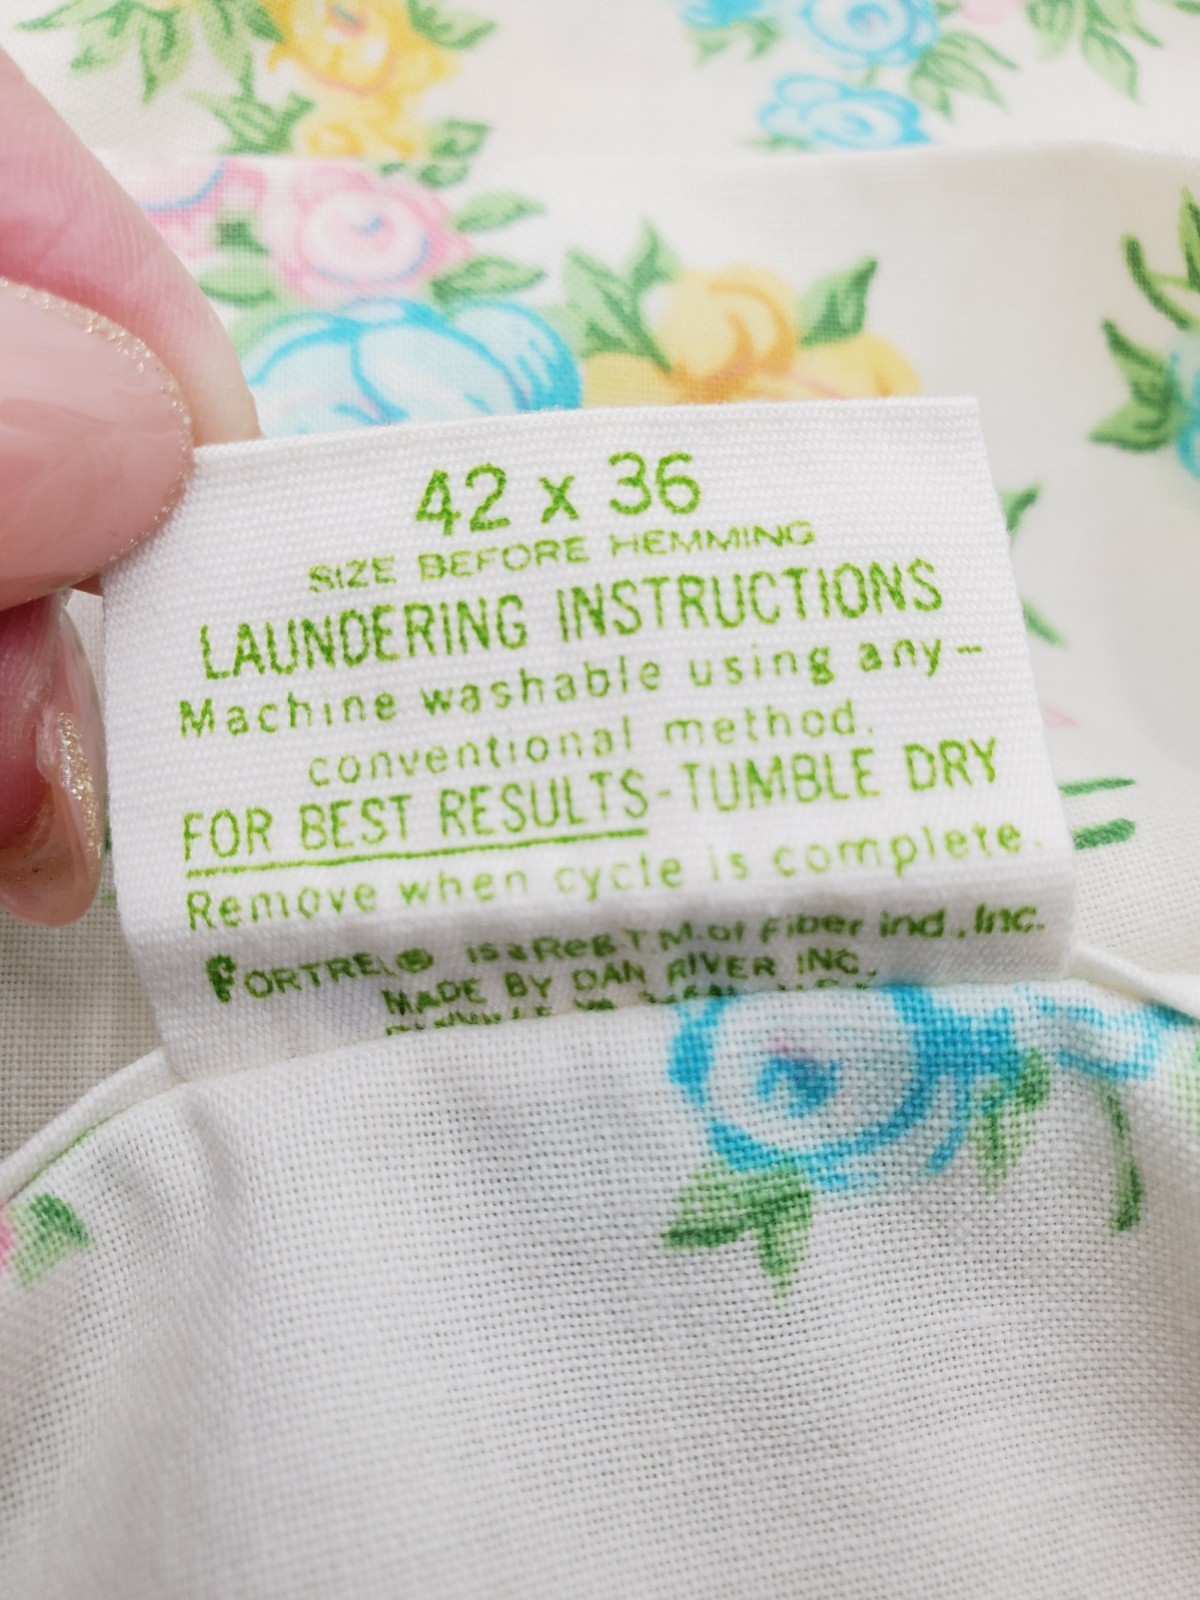 42 x 36
SIZE BEFORE HEMMING
LAUNDERING INSTRUCTIONS
Machine washable using any-
conventional method.
FOR BEST RESULTS-TUMBLE DRY
Remove when cycle is complete.
FORTREL® is a Reg. T M. of Fiber ind., Inc.
MADE BY DAN RIVER INC.